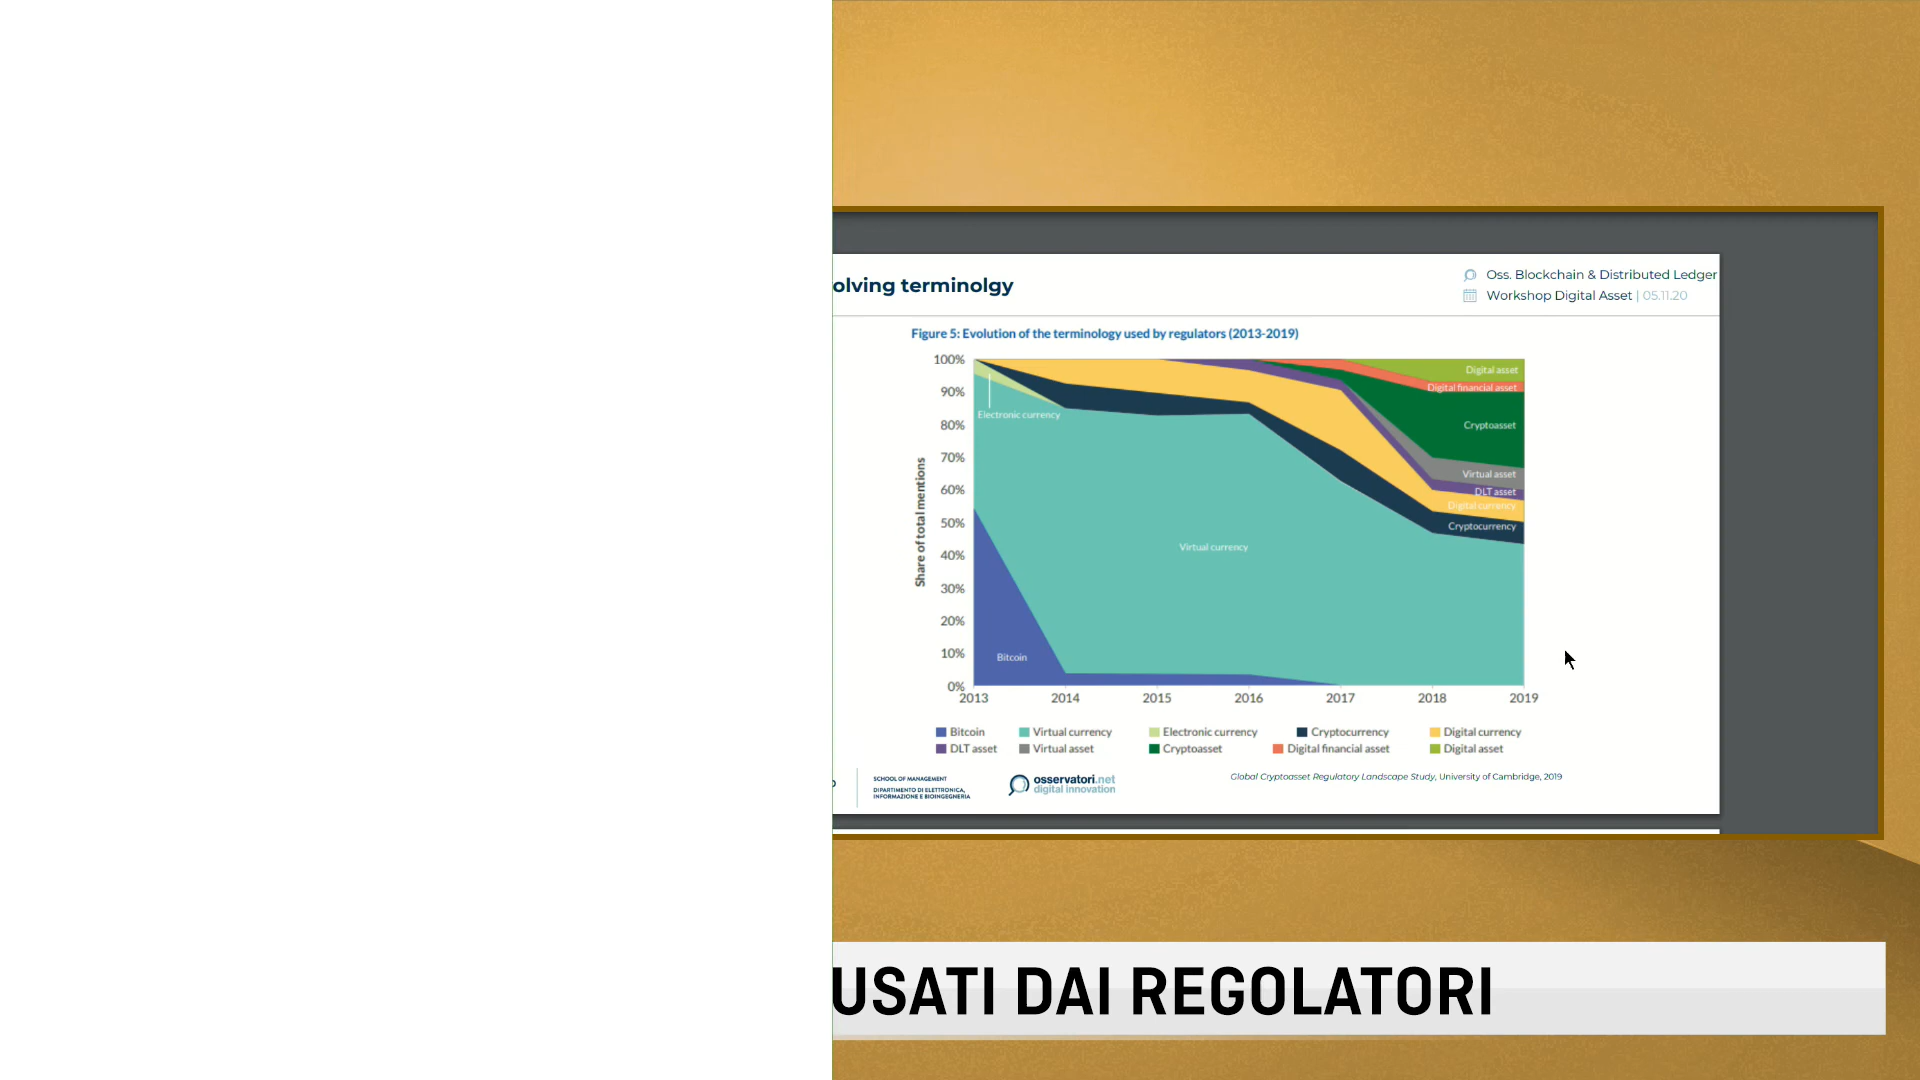 olving terminolgy
Oss. Blockchain & Distributed Ledger
Workshop Digital Asset | 05.11.20
Figure 5: Evolution of the terminology used by regulators (2013-2019)
100%
90%
80%
70%
60%
50%
40%
30%
20%
10%
0%
Share of total mentions
Electronic currency
Bitcoin
Virtual currency
Digital asset
Digital financial asset
Cryptoasset
Virtual asset
DLT asset
Digital currency
Cryptocurrency
2013 2014 2015 2016 2017 2018 2019
Bitcoin Virtual currency Electronic currency Cryptocurrency Digital currency
DLT asset Virtual asset Cryptoasset Digital financial asset Digital asset
SCHOOL OF MANAGEMENT
DIPARTIMENTO DI ELETTRONICA,
INFORMAZIONE E BIOINGEGNERIA
osservatori.net
digital innovation
Global Cryptoasset Regulatory Landscape Study, University of Cambridge, 2019
USATI DAI REGOLATORI